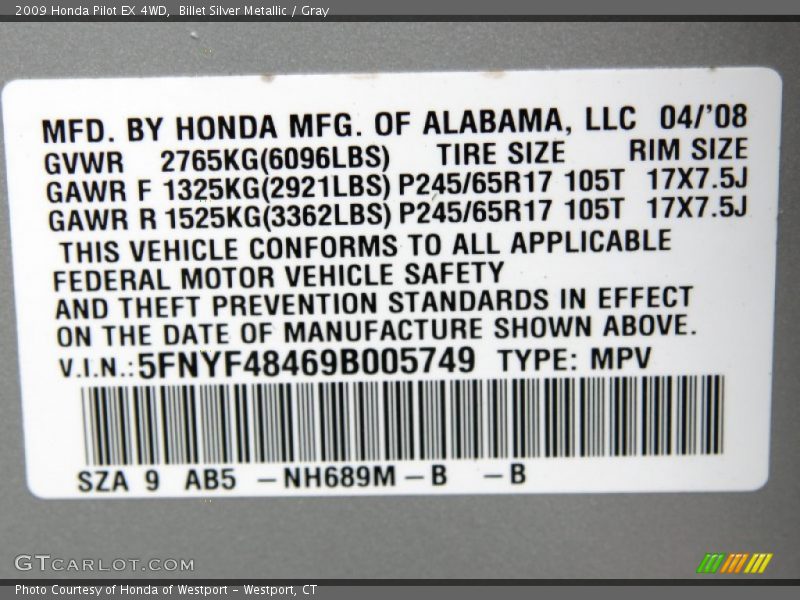 2009 Honda Pilot EX 4WD,  Billet Silver Metallic / Gray
MFD. BY HONDA MFG. OF ALABAMA, LLC 04/'08
GVWR 2765KG(6096LBS) TIRE SIZE RIM SIZE
GAWR F 1325KG(2921LBS) P245/65R17 105T 17X7.5J
GAWR R 1525KG(3362LBS) P245/65R17 105T 17X7.5J
THIS VEHICLE CONFORMS TO ALL APPLICABLE
FEDERAL MOTOR VEHICLE SAFETY
AND THEFT PREVENTION STANDARDS IN EFFECT
ON THE DATE OF MANUFACTURE SHOWN ABOVE.
V.I.N.:5FNYF48469B005749 TYPE: MPV
SZA 9 AB5 -NH689M-B -B
GTCARLOT.COM
Photo Courtesy of Honda of Westport - Westport, CT